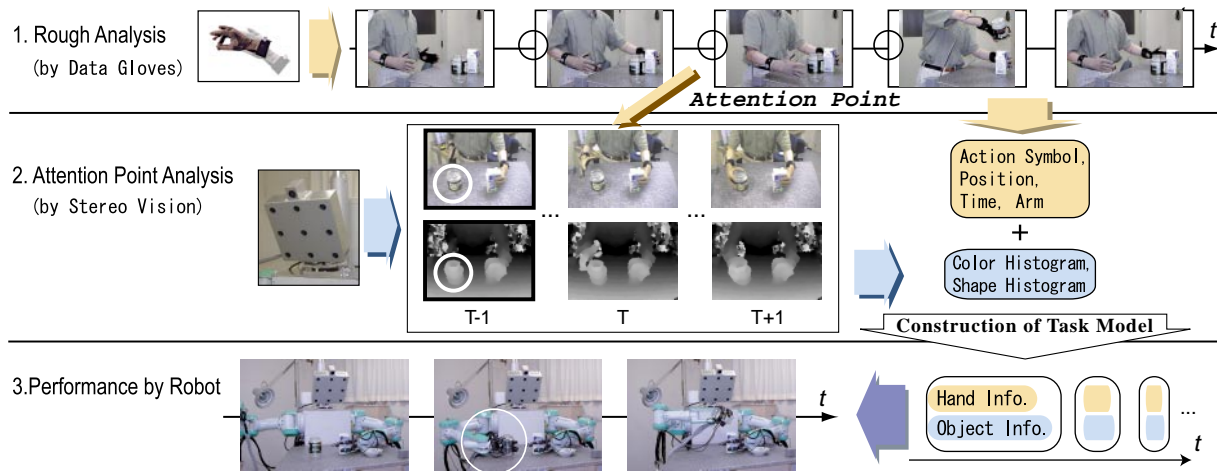 1. Rough Analysis
(by Data Gloves)
t
Attention Point
2. Attention Point Analysis
(by Stereo Vision)
... ...
T-1 T T+1
Action Symbol,
Position,
Time, Arm
+
Color Histogram,
Shape Histogram
Construction of Task Model
3.Performance by Robot
t
Hand Info.
Object Info.
...
t